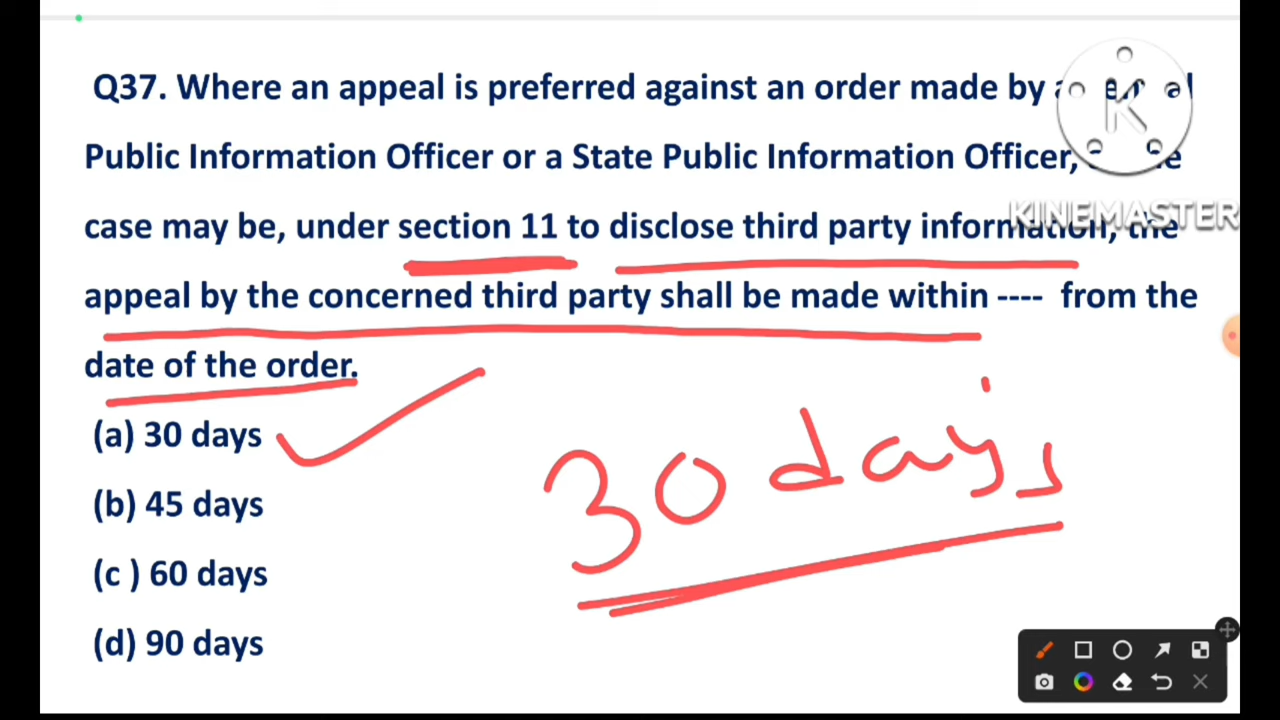 Q37. Where an appeal is preferred against an order made by a
Public Information Officer or a State Public Information Officer,
case may be, under section 11 to disclose third party information, the
KINEMASTER
appeal by the concerned third party shall be made within ---- from the
date of the order.
(a) 30 days
(b) 45 days
30 days
(c ) 60 days
(d) 90 days